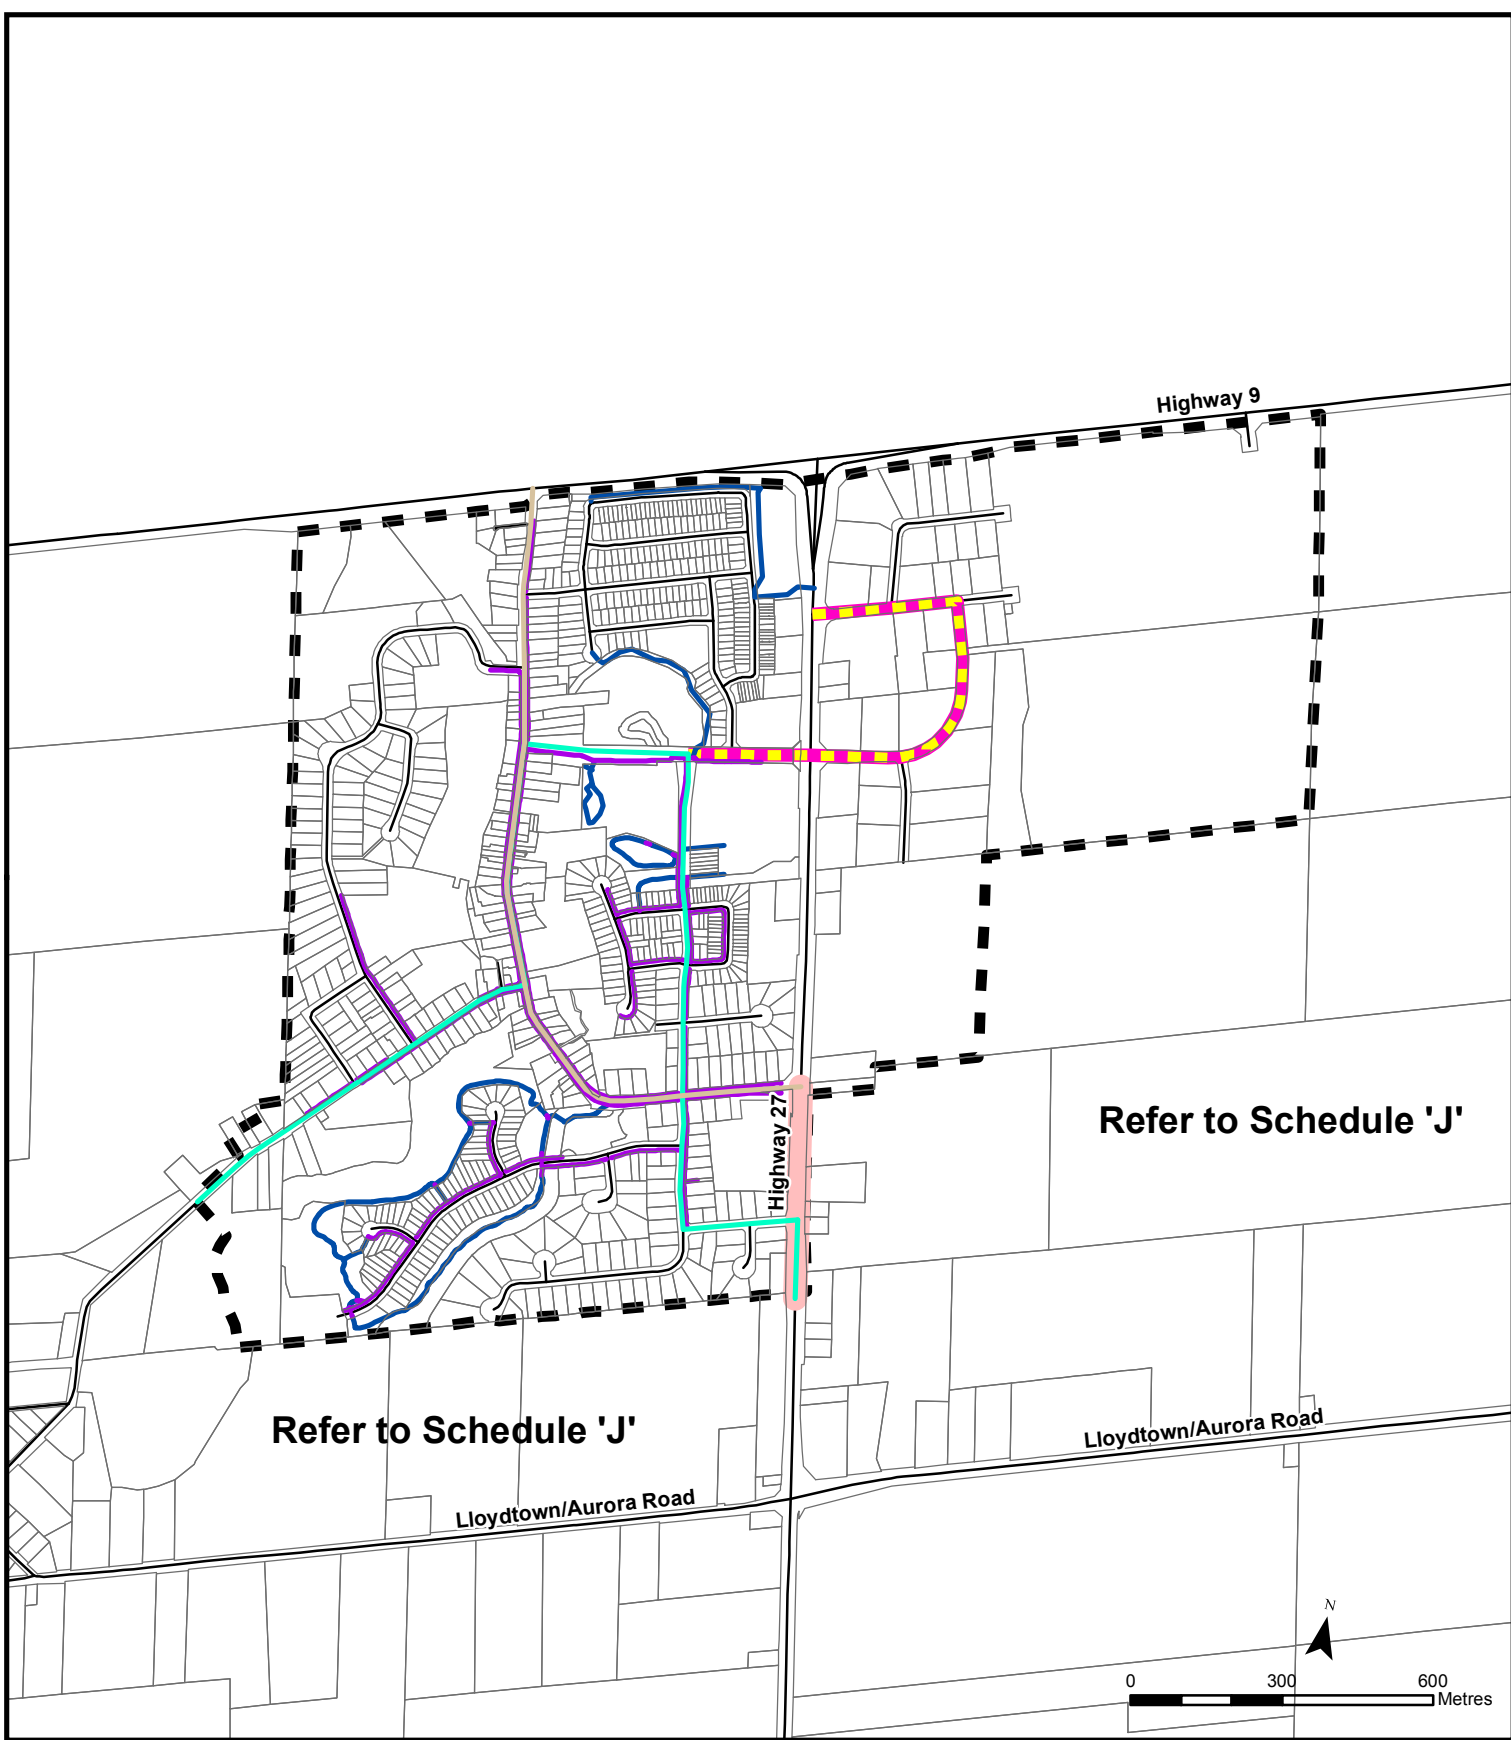 Highway 9
Highway 27
Refer to Schedule 'J'
Refer to Schedule 'J'
Lloydtown/Aurora Road
Lloydtown/Aurora Road
N
0 300 600
Metres